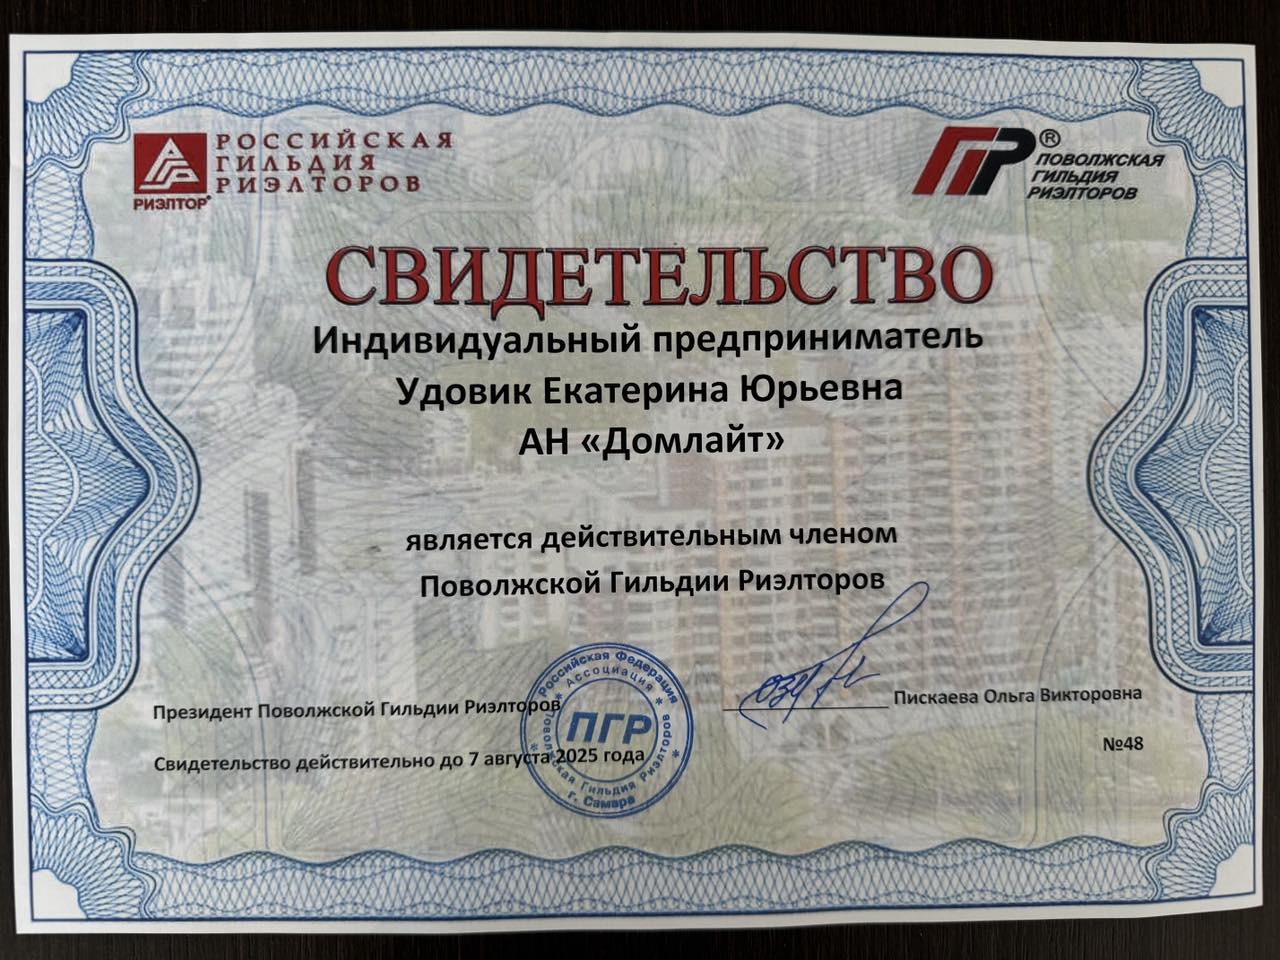 РОССИЙСКАЯ
ГИЛЬДИЯ
РИЭЛТОРОВ
РИЭЛТОР®
ПГР®
ПОВОЛЖСКАЯ
ГИЛЬДИЯ
РИЭЛТОРОВ
СВИДЕТЕЛЬСТВО
Индивидуальный предприниматель
Удовик Екатерина Юрьевна
АН «Домлайт»
является действительным членом
Поволжской Гильдии Риэлторов
Президент Поволжской Гильдии Риэлторов
Пискаева Ольга Викторовна
Свидетельство действительно до 7 августа 2025 года
№48
Российская Федерация
Ассоциация
Поволжская Гильдия Риэлторов
ПГР
г. Самара